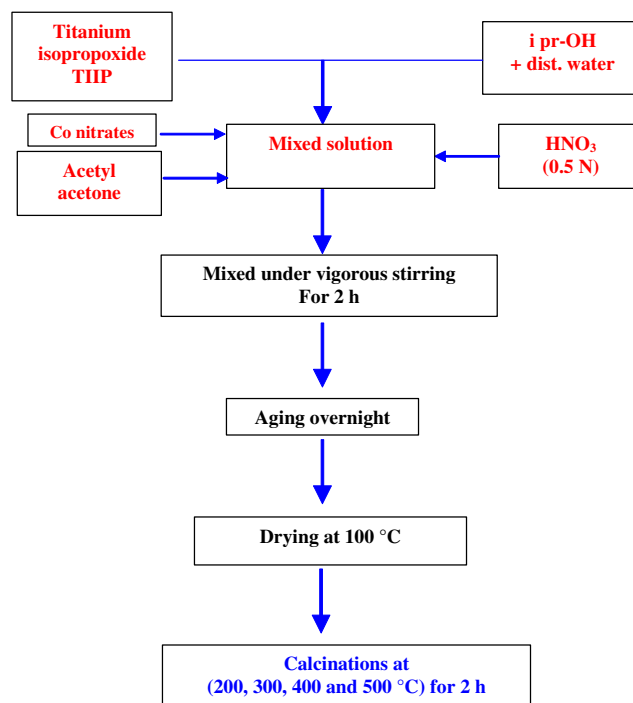 Titanium
isopropoxide
TIIP
i pr-OH
+ dist. water
Co nitrates
Mixed solution
HNO₃
(0.5 N)
Acetyl
acetone
Mixed under vigorous stirring
For 2 h
Aging overnight
Drying at 100 °C
Calcinations at
(200, 300, 400 and 500 °C) for 2 h